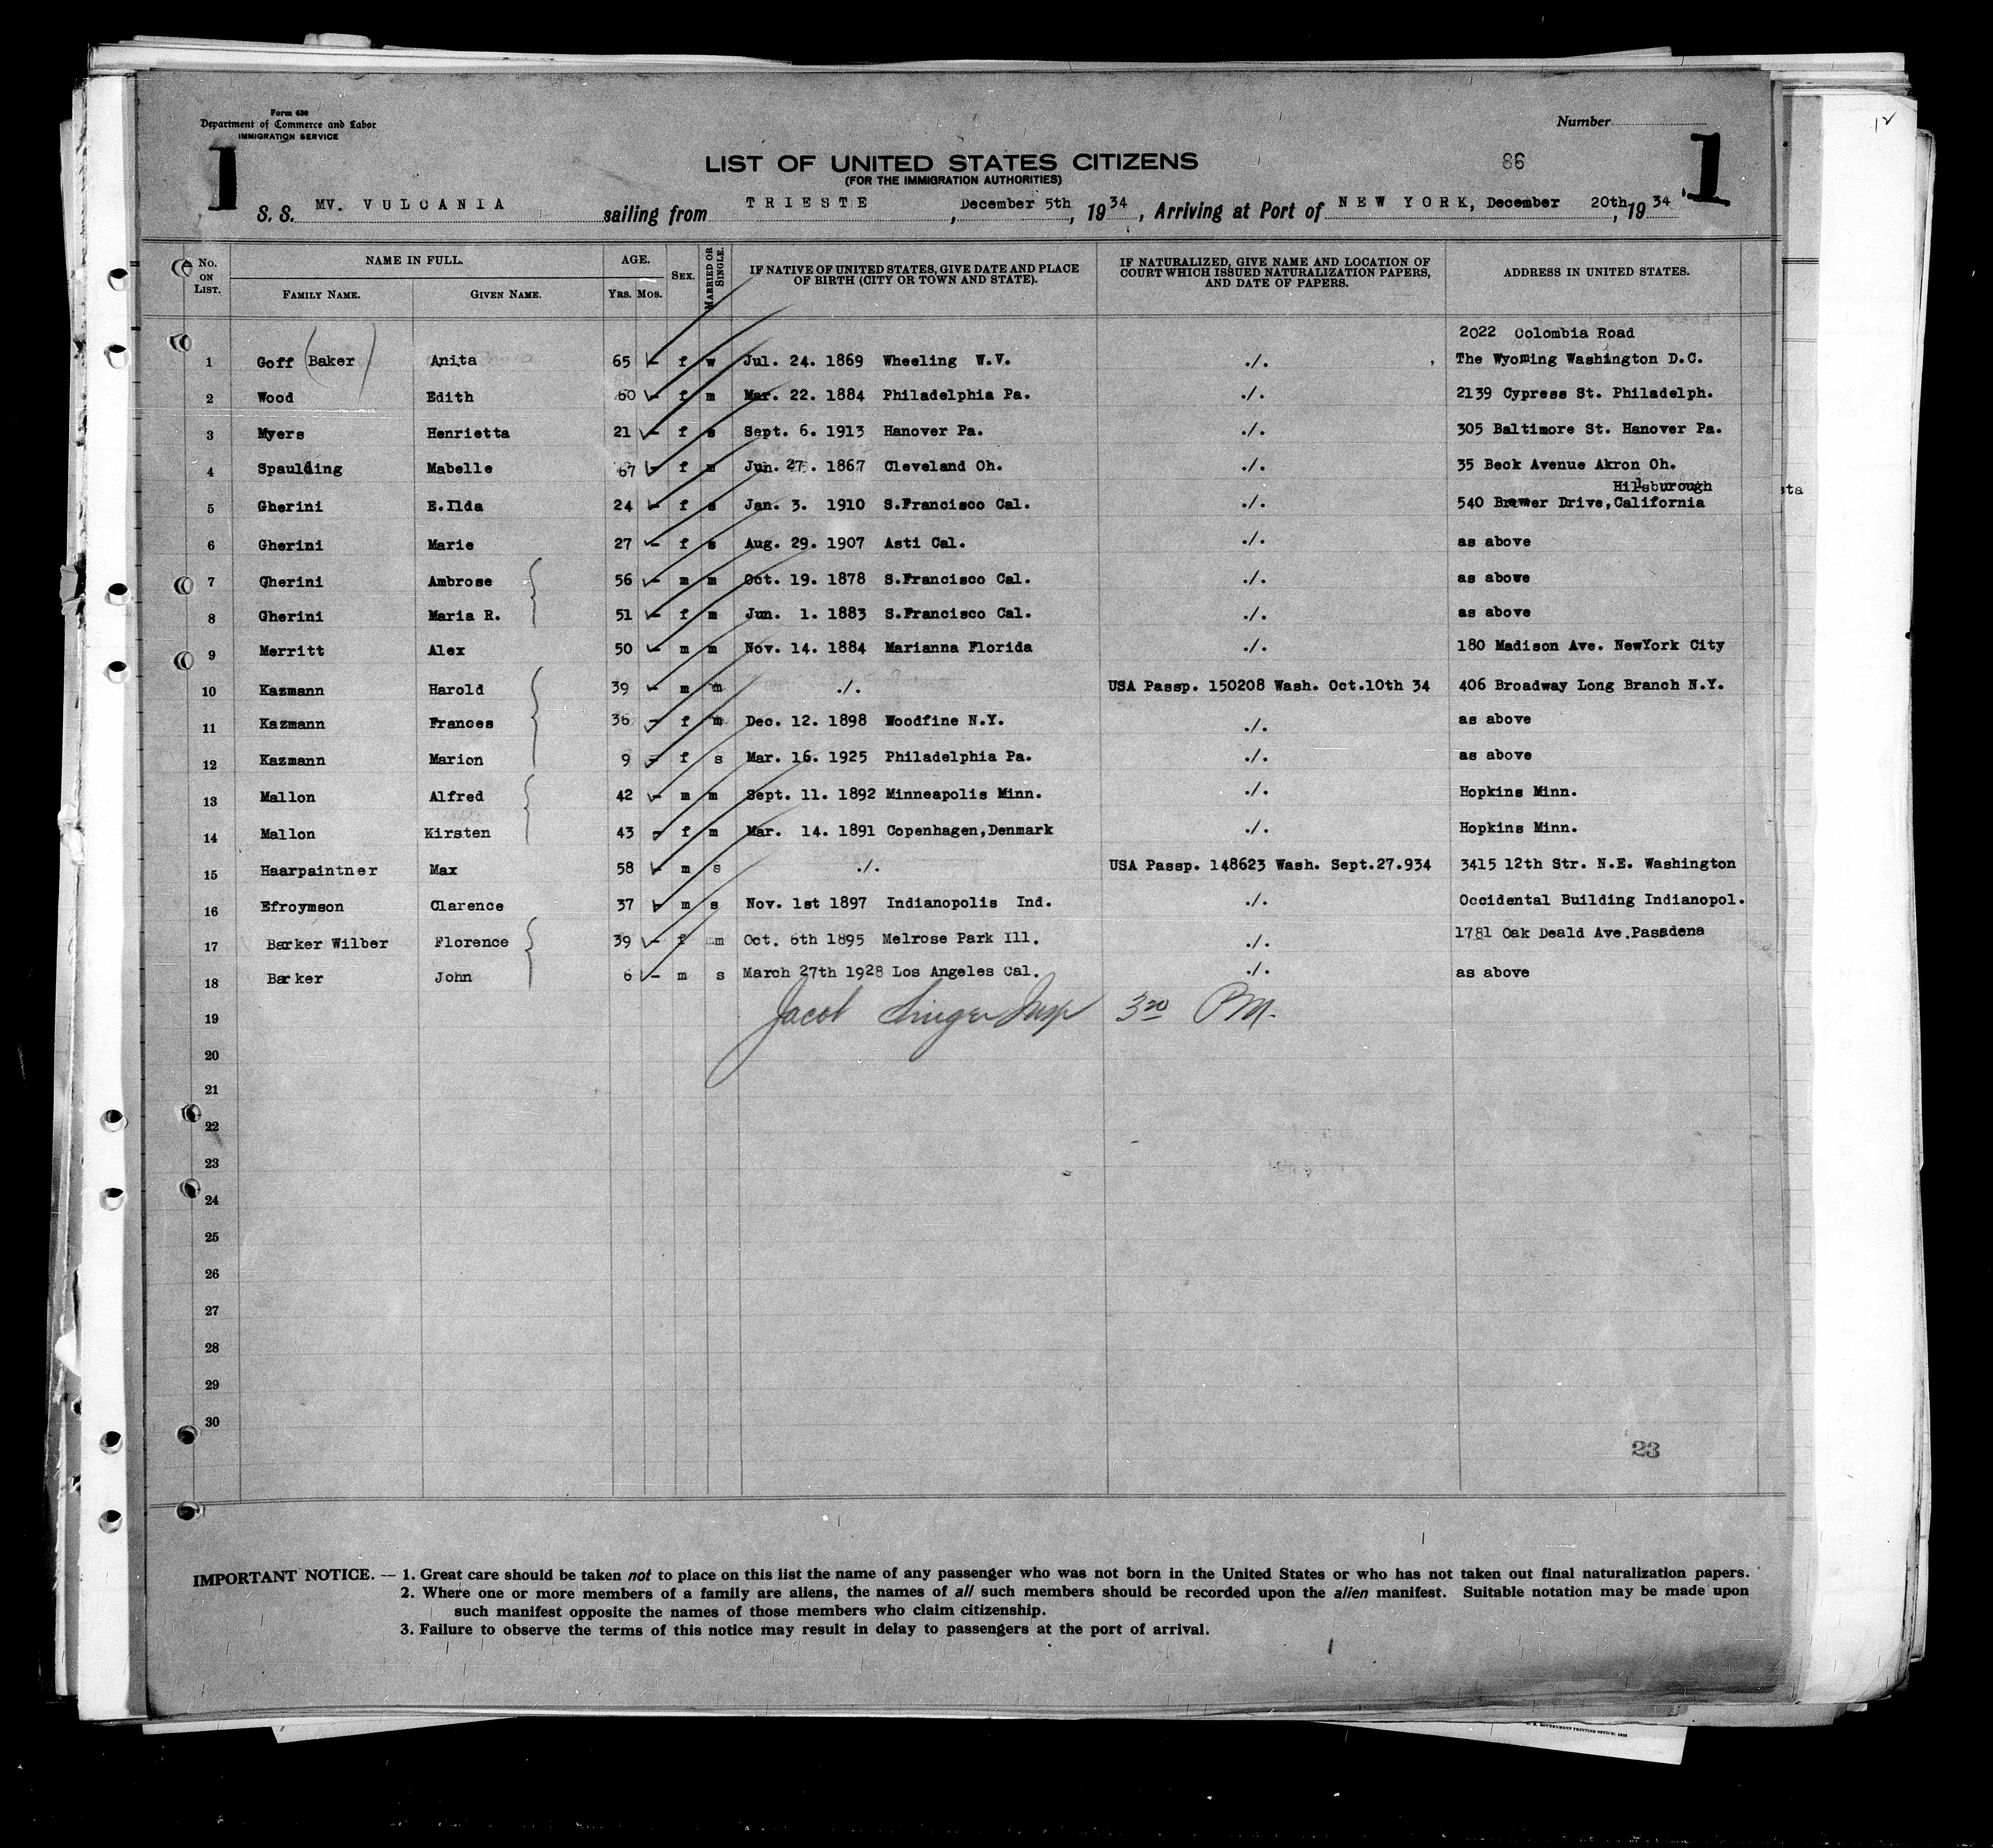 Form 630
Department of Commerce and Labor
IMMIGRATION SERVICE
Number
1
1
LIST OF UNITED STATES CITIZENS
86
(FOR THE IMMIGRATION AUTHORITIES)
S. S. MV. VULCANIA sailing from TRIESTE, December 5th, 1934, Arriving at Port of NEW YORK, December 20th, 1934
No. ON LIST. NAME IN FULL. AGE. SEX. MARRIED OR SINGLE. IF NATIVE OF UNITED STATES, GIVE DATE AND PLACE OF BIRTH (CITY OR TOWN AND STATE). IF NATURALIZED, GIVE NAME AND LOCATION OF COURT WHICH ISSUED NATURALIZATION PAPERS, AND DATE OF PAPERS. ADDRESS IN UNITED STATES.
FAMILY NAME. GIVEN NAME. YRS. MOS.
2022 Colombia Road
1 Goff (Baker) Anita 65 - f w Jul. 24. 1869 Wheeling W.V. ./. The Wyoming Washington D.C.
2 Wood Edith 60 - f m Mar. 22. 1884 Philadelphia Pa. ./. 2139 Cypress St. Philadelph.
3 Myers Henrietta 21 - f s Sept. 6. 1913 Hanover Pa. ./. 305 Baltimore St. Hanover Pa.
4 Spaulding Mabelle 67 - f m Jun. 27. 1867 Cleveland Oh. ./. 35 Beck Avenue Akron Oh.
Hillsburough
5 Gherini E.Ilda 24 - f s Jan. 3. 1910 S.Francisco Cal. ./. 540 Brewer Drive,California
6 Gherini Marie 27 - f s Aug. 29. 1907 Asti Cal. ./. as above
7 Gherini Ambrose 56 - m m Oct. 19. 1878 S.Francisco Cal. ./. as above
8 Gherini Maria R. 51 - f m Jun. 1. 1883 S.Francisco Cal. ./. as above
9 Merritt Alex 50 - m m Nov. 14. 1884 Marianna Florida ./. 180 Madison Ave. NewYork City
10 Kazmann Harold 39 - m m ./. USA Passp. 150208 Wash. Oct.10th 34 406 Broadway Long Branch N.Y.
11 Kazmann Frances 36 - f m Dec. 12. 1898 Woodfine N.Y. ./. as above
12 Kazmann Marion 9 - f s Mar. 16. 1925 Philadelphia Pa. ./. as above
13 Mallon Alfred 42 - m m Sept. 11. 1892 Minneapolis Minn. ./. Hopkins Minn.
14 Mallon Kirsten 43 - f m Mar. 14. 1891 Copenhagen,Denmark ./. Hopkins Minn.
15 Haarpaintner Max 58 - m s ./. USA Passp. 148623 Wash. Sept.27.934 3415 12th Str. N.E. Washington
16 Efroymson Clarence 37 - m s Nov. 1st 1897 Indianopolis Ind. ./. Occidental Building Indianopol.
17 Barker Wilber Florence 39 - f m Oct. 6th 1895 Melrose Park Ill. ./. 1781 Oak Deald Ave.Pasadena
18 Barker John 6 - m s March 27th 1928 Los Angeles Cal. ./. as above
19 Jacob Singer Insp 3 20 PM.
20
21
22
23
24
25
26
27
28
29
30
23
IMPORTANT NOTICE. — 1. Great care should be taken not to place on this list the name of any passenger who was not born in the United States or who has not taken out final naturalization papers.
2. Where one or more members of a family are aliens, the names of all such members should be recorded upon the alien manifest. Suitable notation may be made upon
such manifest opposite the names of those members who claim citizenship.
3. Failure to observe the terms of this notice may result in delay to passengers at the port of arrival.